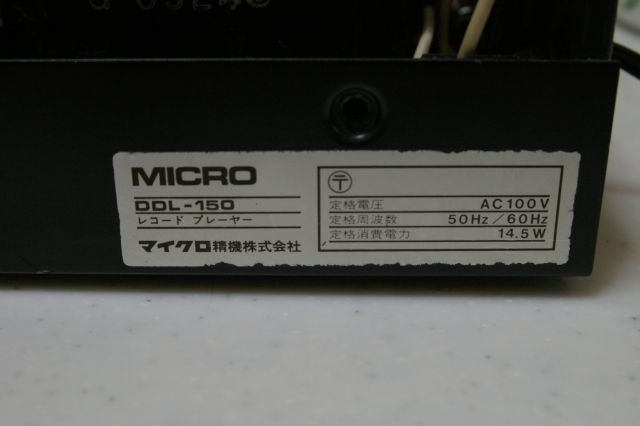 MICRO
DDL-150
レコード プレーヤー
マイクロ精機株式会社
〒
定格電圧 AC100V
定格周波数 50Hz/60Hz
定格消費電力 14.5W